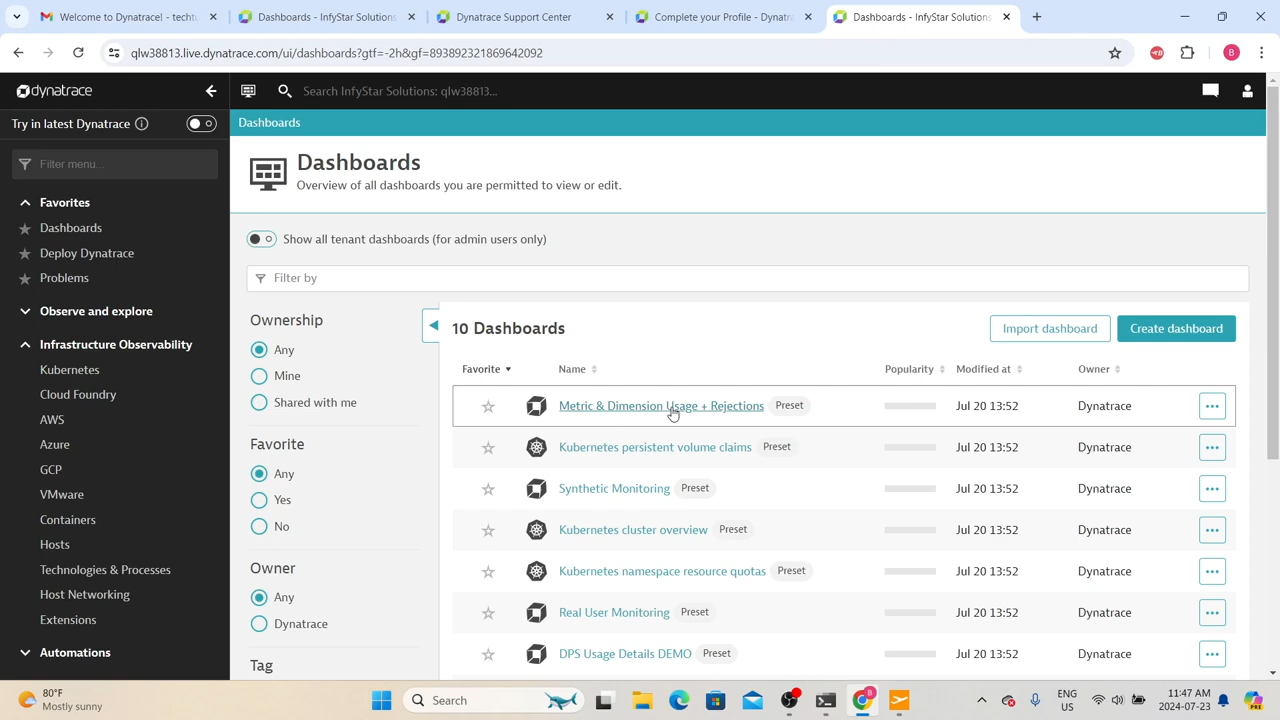 Welcome to Dynatrace! - techtu
Dashboards - InfyStar Solutions
Dynatrace Support Center
Complete your Profile - Dynatra
Dashboards - InfyStar Solutions
qlw38813.live.dynatrace.com/ui/dashboards?gtf=-2h&gf=893892321869642092
B
dynatrace
Search InfyStar Solutions: qlw38813...
Try in latest Dynatrace
Dashboards
Filter menu...
Dashboards
Overview of all dashboards you are permitted to view or edit.
Favorites
Dashboards
Deploy Dynatrace
Problems
Observe and explore
Infrastructure Observability
Kubernetes
Cloud Foundry
AWS
Azure
GCP
VMware
Containers
Hosts
Technologies & Processes
Host Networking
Extensions
Automations
Show all tenant dashboards (for admin users only)
Filter by
Ownership
Any
Mine
Shared with me
Favorite
Any
Yes
No
Owner
Any
Dynatrace
Tag
10 Dashboards
Import dashboard
Create dashboard
Favorite Name Popularity Modified at Owner
Metric & Dimension Usage + Rejections Preset Jul 20 13:52 Dynatrace
Kubernetes persistent volume claims Preset Jul 20 13:52 Dynatrace
Synthetic Monitoring Preset Jul 20 13:52 Dynatrace
Kubernetes cluster overview Preset Jul 20 13:52 Dynatrace
Kubernetes namespace resource quotas Preset Jul 20 13:52 Dynatrace
Real User Monitoring Preset Jul 20 13:52 Dynatrace
DPS Usage Details DEMO Preset Jul 20 13:52 Dynatrace
80°F
Mostly sunny
Search
B
ENG
US
11:47 AM
2024-07-23
PRE